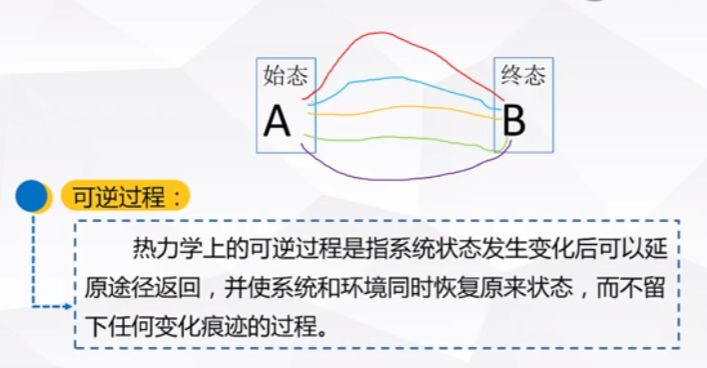 始态 终态
A B
可逆过程：
热力学上的可逆过程是指系统状态发生变化后可以延
原途径返回，并使系统和环境同时恢复原来状态，而不留
下任何变化痕迹的过程。